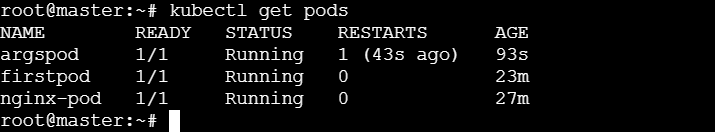 root@master:~# kubectl get pods
NAME        READY   STATUS    RESTARTS      AGE
argspod     1/1     Running   1 (43s ago)   93s
firstpod    1/1     Running   0             23m
nginx-pod   1/1     Running   0             27m
root@master:~#